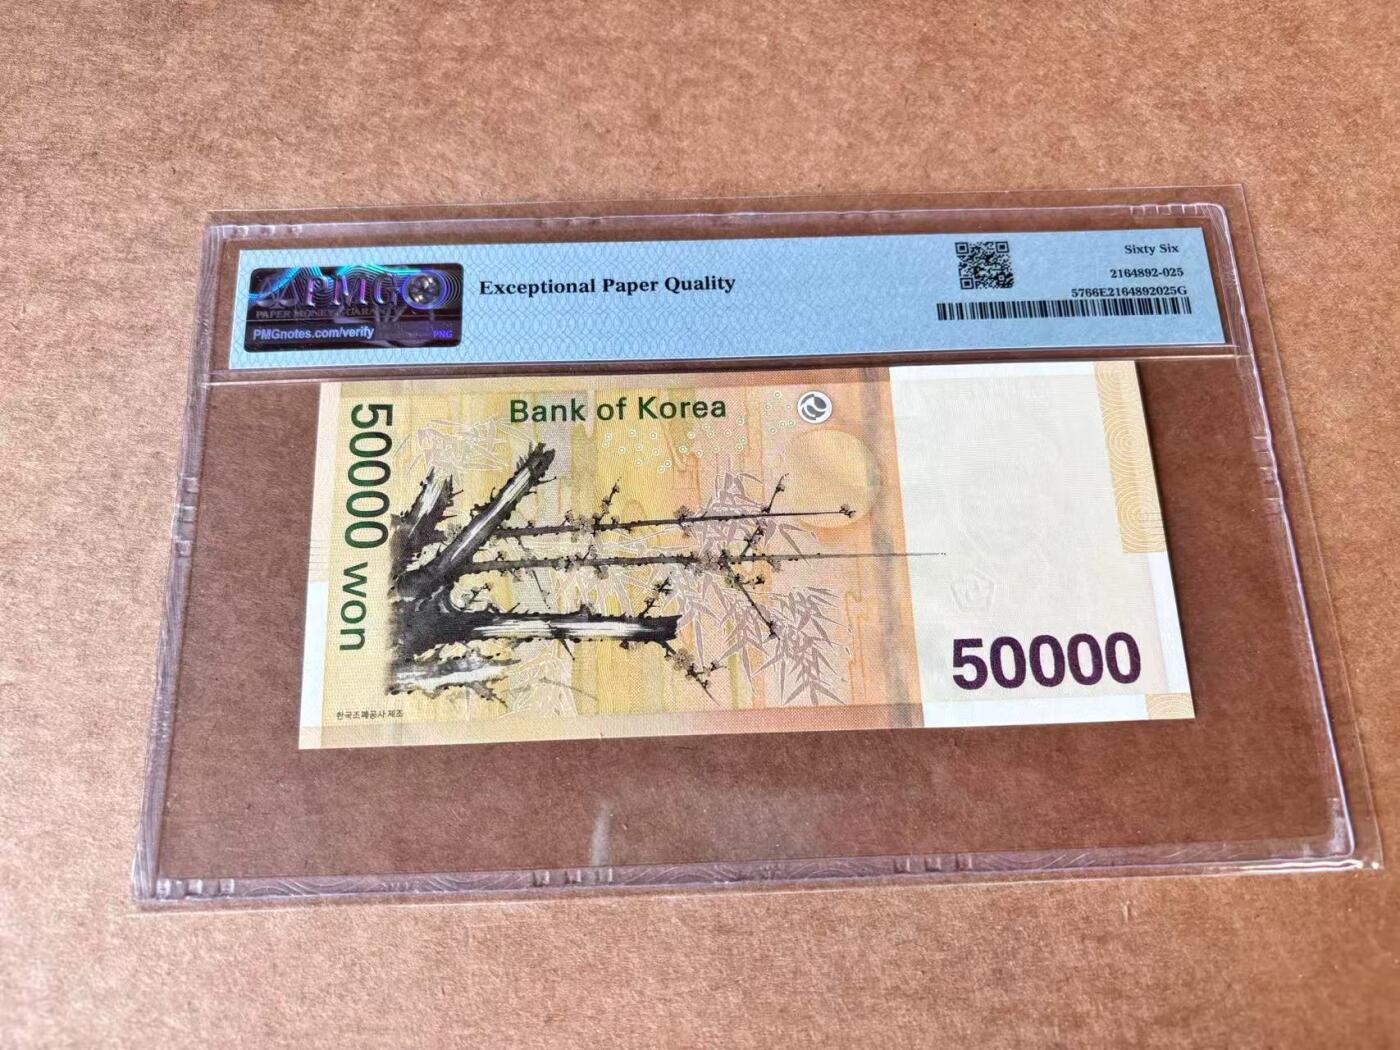 PMG
PAPER MONEY GUARANTY
PMGnotes.com/verify
PNG
Exceptional Paper Quality
Sixty Six
2164892-025
5766E2164892025G
Bank of Korea
50000 won
50000
한국조폐공사 제조